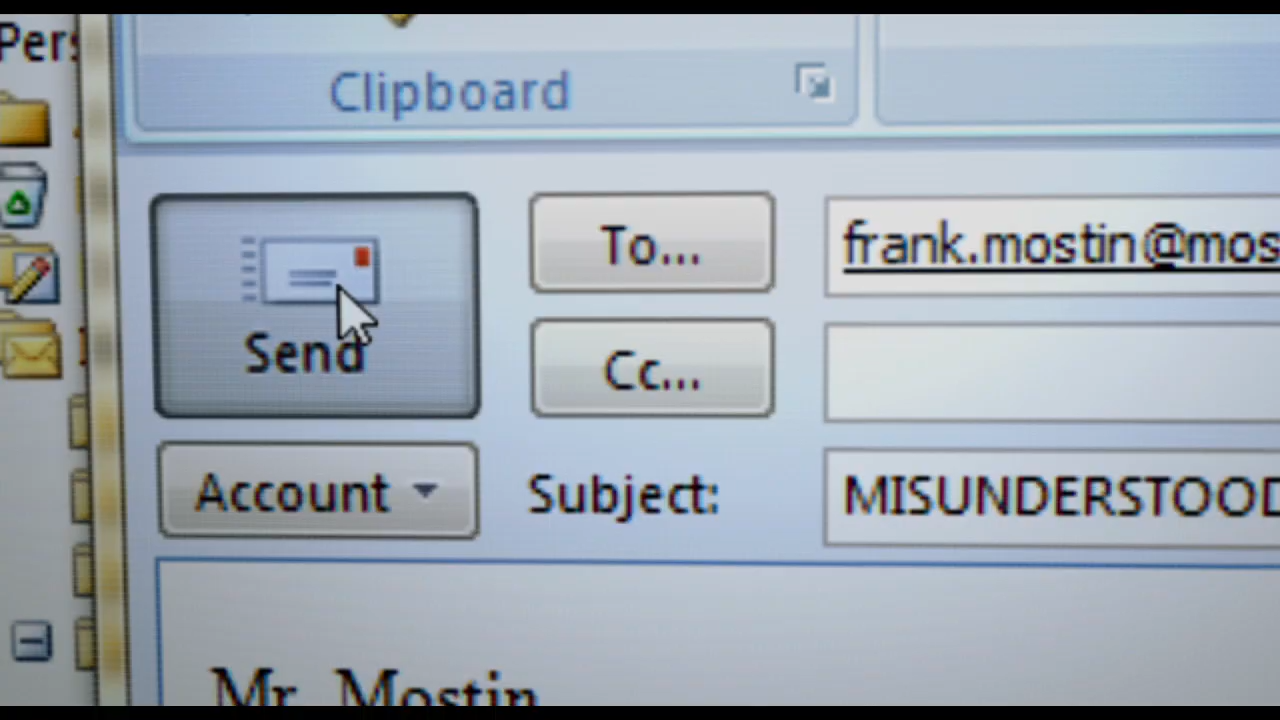 Pers
Clipboard
Send
To...
frank.mostin@mos
Cc...
Account
Subject:
MISUNDERSTOOD
Mr. Mostin